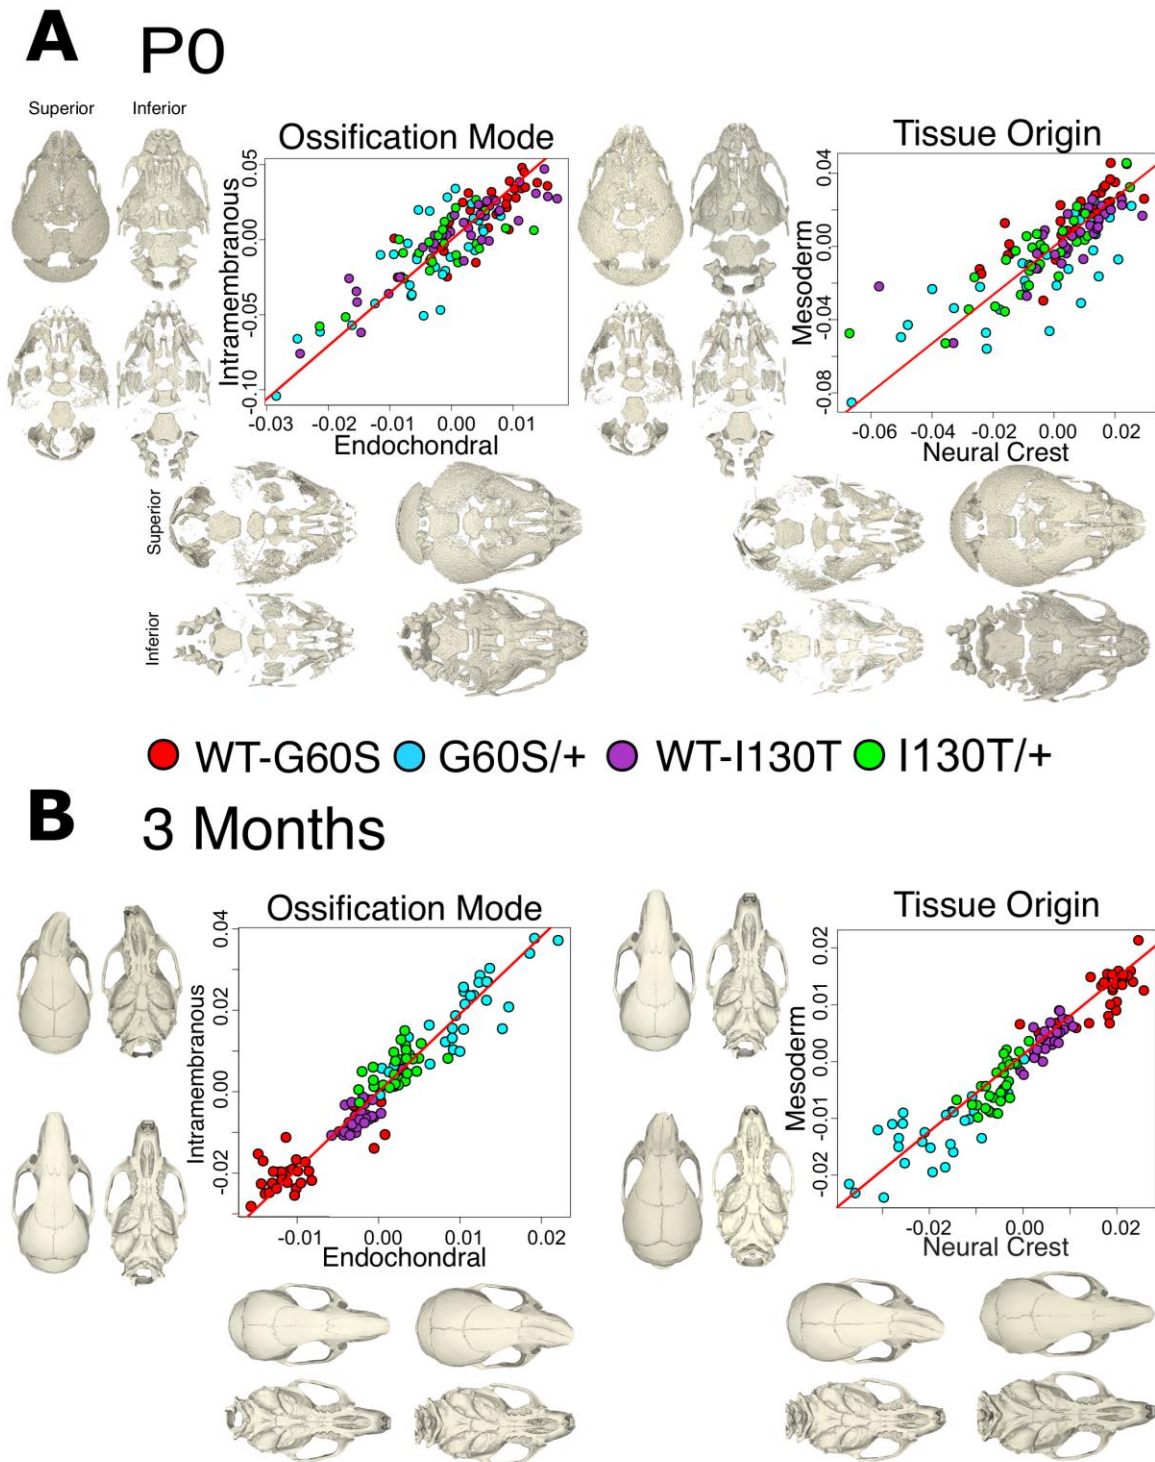 A P0
Superior Inferior
Ossification Mode
Intramembranous
0.05
0.00
-0.05
-0.10
-0.03 -0.02 -0.01 0.00 0.01
Endochondral
Tissue Origin
Mesoderm
0.04
0.00
-0.04
-0.08
-0.06 -0.04 -0.02 0.00 0.02
Neural Crest
Superior
Inferior
WT-G60S G60S/+ WT-I130T I130T/+
B 3 Months
Ossification Mode
Intramembranous
0.04
0.02
0.00
-0.02
-0.01 0.00 0.01 0.02
Endochondral
Tissue Origin
Mesoderm
0.02
0.01
0.00
-0.01
-0.02
-0.02 0.00 0.02
Neural Crest